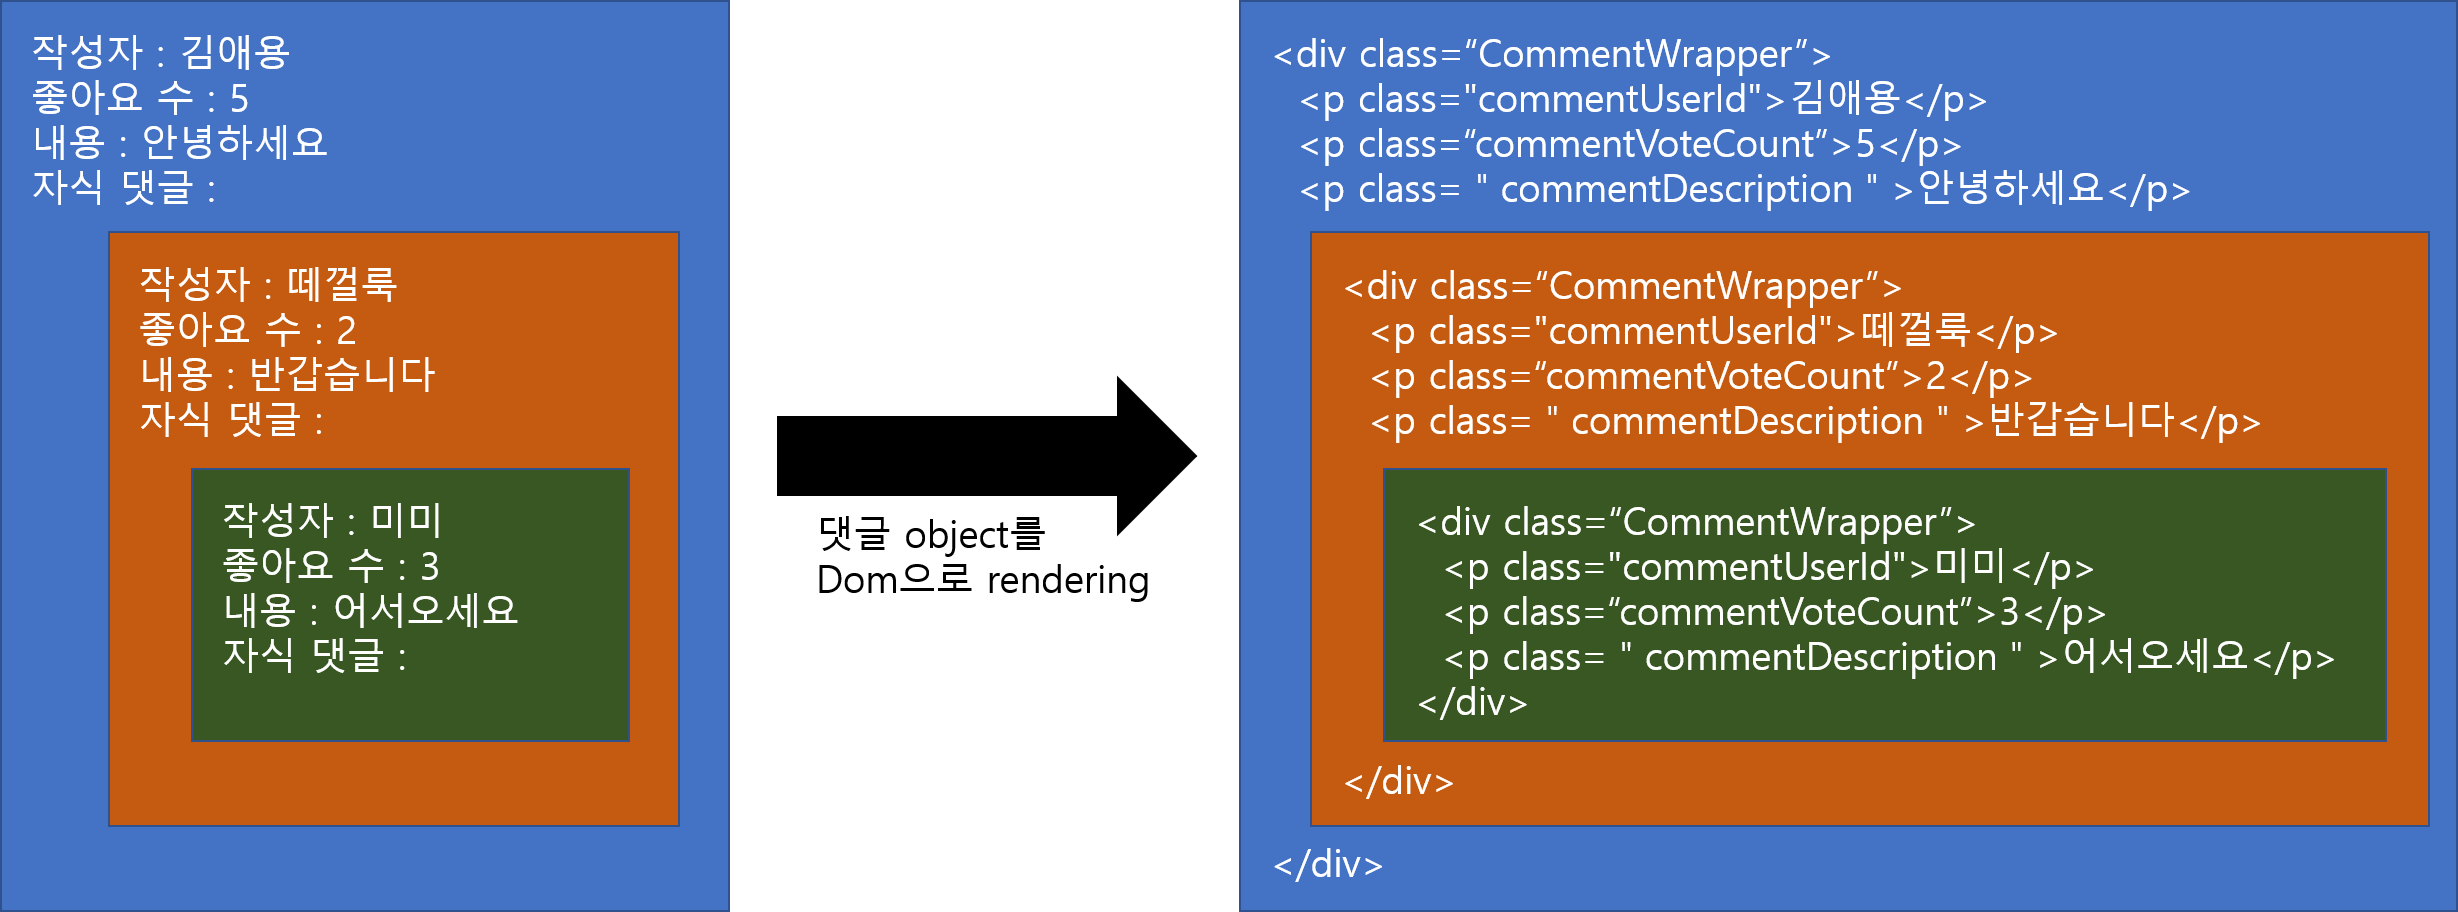 작성자 : 김애용
좋아요 수 : 5
내용 : 안녕하세요
자식 댓글 :
작성자 : 떼껄룩
좋아요 수 : 2
내용 : 반갑습니다
자식 댓글 :
작성자 : 미미
좋아요 수 : 3
내용 : 어서오세요
자식 댓글 :
댓글 object를
Dom으로 rendering
<div class=“CommentWrapper”>
<p class="commentUserId">김애용</p>
<p class=“commentVoteCount”>5</p>
<p class= " commentDescription " >안녕하세요</p>
<div class=“CommentWrapper”>
<p class="commentUserId">떼껄룩</p>
<p class=“commentVoteCount”>2</p>
<p class= " commentDescription " >반갑습니다</p>
<div class=“CommentWrapper”>
<p class="commentUserId">미미</p>
<p class=“commentVoteCount”>3</p>
<p class= " commentDescription " >어서오세요</p>
</div>
</div>
</div>